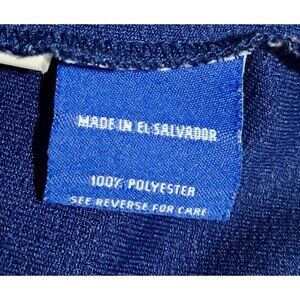 MADE IN EL SALVADOR
100% POLYESTER
SEE REVERSE FOR CARE